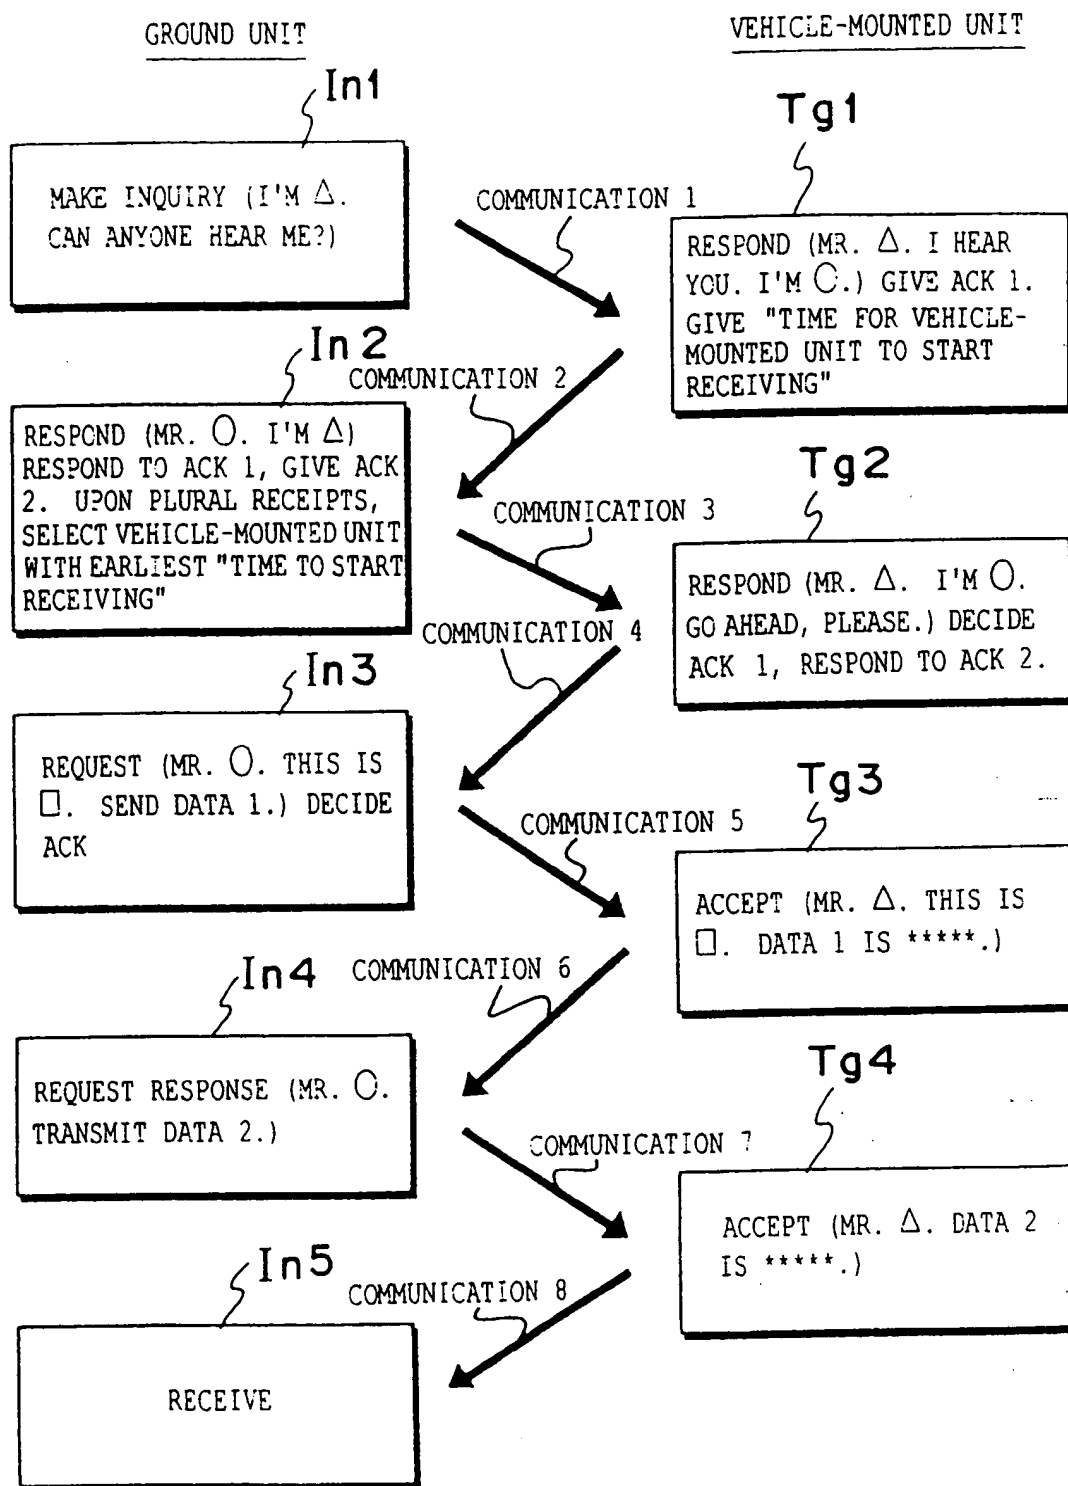 GROUND UNIT
VEHICLE-MOUNTED UNIT
In1
Tg1
MAKE INQUIRY (I'M △.
CAN ANYONE HEAR ME?)
COMMUNICATION 1
RESPOND (MR. △. I HEAR
YOU. I'M ○.) GIVE ACK 1.
GIVE "TIME FOR VEHICLE-
MOUNTED UNIT TO START
RECEIVING"
In2
COMMUNICATION 2
RESPOND (MR. ○. I'M △)
RESPOND TO ACK 1, GIVE ACK
2. UPON PLURAL RECEIPTS,
SELECT VEHICLE-MOUNTED UNIT
WITH EARLIEST "TIME TO START
RECEIVING"
Tg2
COMMUNICATION 3
RESPOND (MR. △. I'M ○.
GO AHEAD, PLEASE.) DECIDE
ACK 1, RESPOND TO ACK 2.
COMMUNICATION 4
In3
REQUEST (MR. ○. THIS IS
□. SEND DATA 1.) DECIDE
ACK
Tg3
COMMUNICATION 5
ACCEPT (MR. △. THIS IS
□. DATA 1 IS *****.)
In4
COMMUNICATION 6
REQUEST RESPONSE (MR. ○.
TRANSMIT DATA 2.)
Tg4
COMMUNICATION 7
ACCEPT (MR. △. DATA 2
IS *****.)
In5
COMMUNICATION 8
RECEIVE